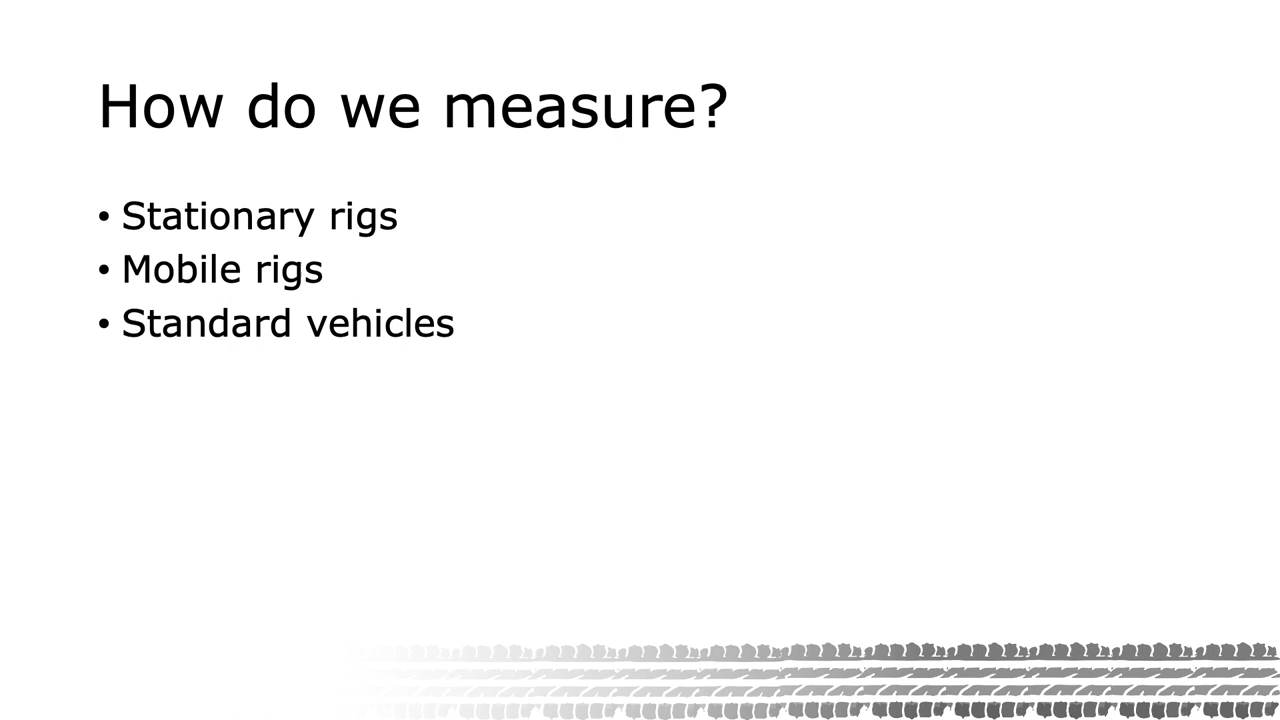 How do we measure?
• Stationary rigs
• Mobile rigs
• Standard vehicles